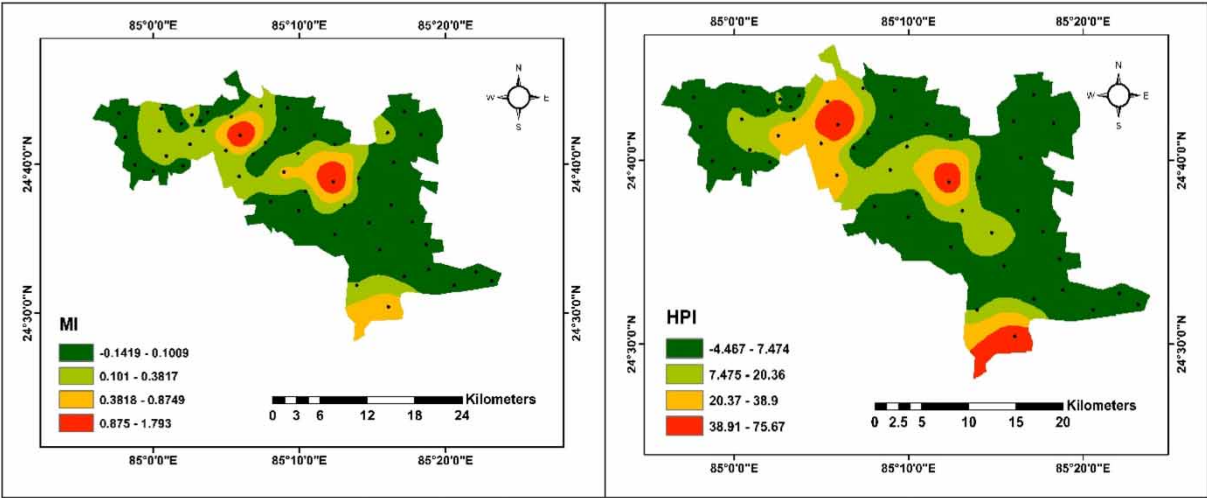 85°0'0"E 85°10'0"E 85°20'0"E
N
W E
S
24°40'0"N 24°40'0"N
24°30'0"N 24°30'0"N
MI
-0.1419 - 0.1009
0.101 - 0.3817
0.3818 - 0.8749
0.875 - 1.793
Kilometers
0 3 6 12 18 24
85°0'0"E 85°10'0"E 85°20'0"E
85°0'0"E 85°10'0"E 85°20'0"E
N
W E
S
24°40'0"N 24°40'0"N
24°30'0"N 24°30'0"N
HPI
-4.467 - 7.474
7.475 - 20.36
20.37 - 38.9
38.91 - 75.67
Kilometers
0 2.5 5 10 15 20
85°0'0"E 85°10'0"E 85°20'0"E